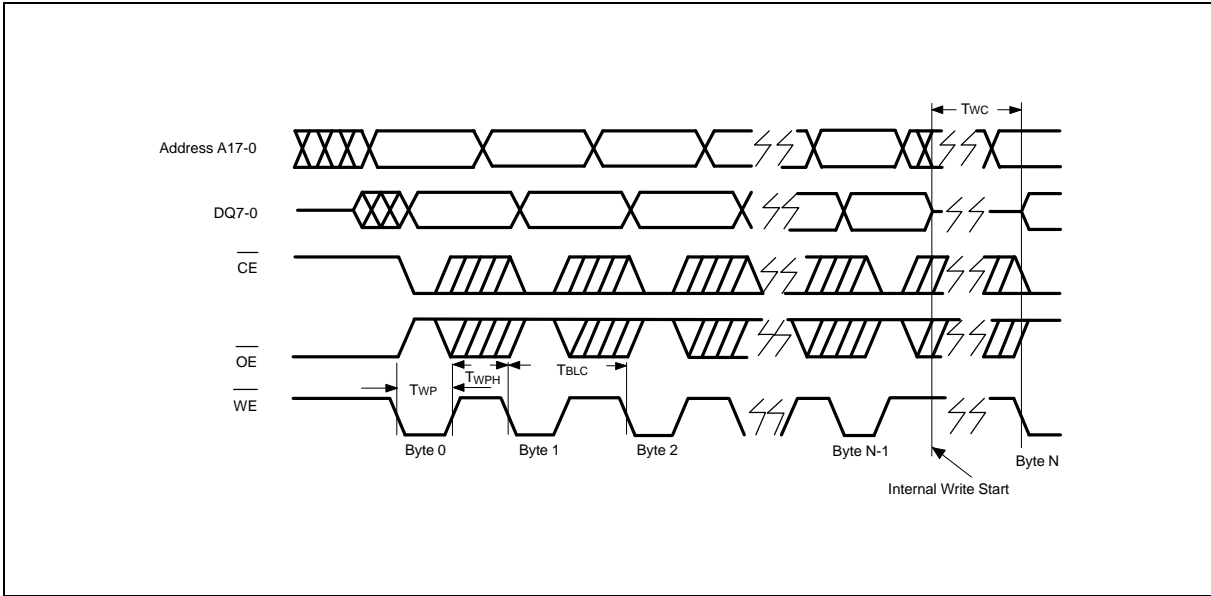 TWC
Address A17-0
DQ7-0
CE
OE
TWP
TWPH
TBLC
WE
Byte 0
Byte 1
Byte 2
Byte N-1
Byte N
Internal Write Start